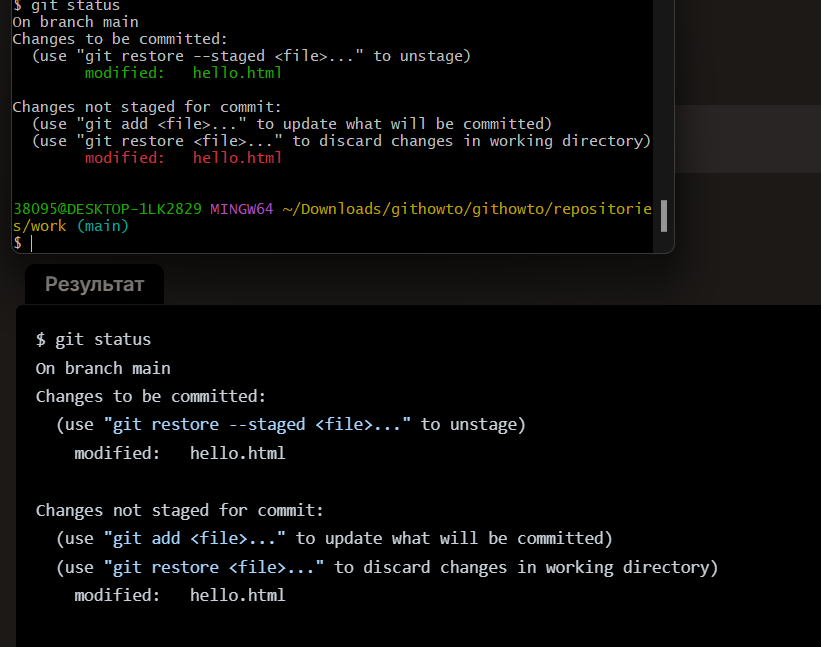 $ git status
On branch main
Changes to be committed:
  (use "git restore --staged <file>..." to unstage)
        modified:   hello.html

Changes not staged for commit:
  (use "git add <file>..." to update what will be committed)
  (use "git restore <file>..." to discard changes in working directory)
        modified:   hello.html

38095@DESKTOP-1LK2829 MINGW64 ~/Downloads/githowto/githowto/repositorie
s/work (main)
$
Результат
$ git status
On branch main
Changes to be committed:
  (use "git restore --staged <file>..." to unstage)
    modified:   hello.html

Changes not staged for commit:
  (use "git add <file>..." to update what will be committed)
  (use "git restore <file>..." to discard changes in working directory)
    modified:   hello.html